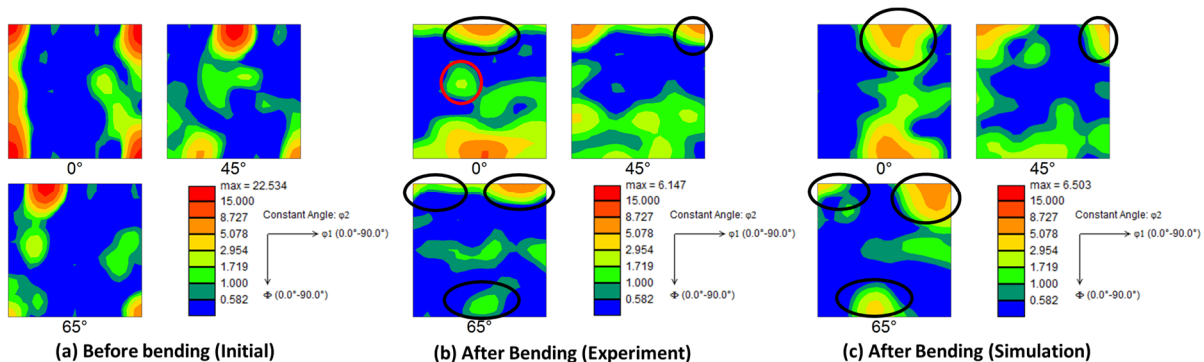 0°
45°
65°
max = 22.534
15.000
8.727
5.078
2.954
1.719
1.000
0.582
Constant Angle: φ2
φ1 (0.0°-90.0°)
Φ (0.0°-90.0°)
(a) Before bending (Initial)
0°
45°
65°
max = 6.147
15.000
8.727
5.078
2.954
1.719
1.000
0.582
Constant Angle: φ2
φ1 (0.0°-90.0°)
Φ (0.0°-90.0°)
(b) After Bending (Experiment)
0°
45°
65°
max = 6.503
15.000
8.727
5.078
2.954
1.719
1.000
0.582
Constant Angle: φ2
φ1 (0.0°-90.0°)
Φ (0.0°-90.0°)
(c) After Bending (Simulation)